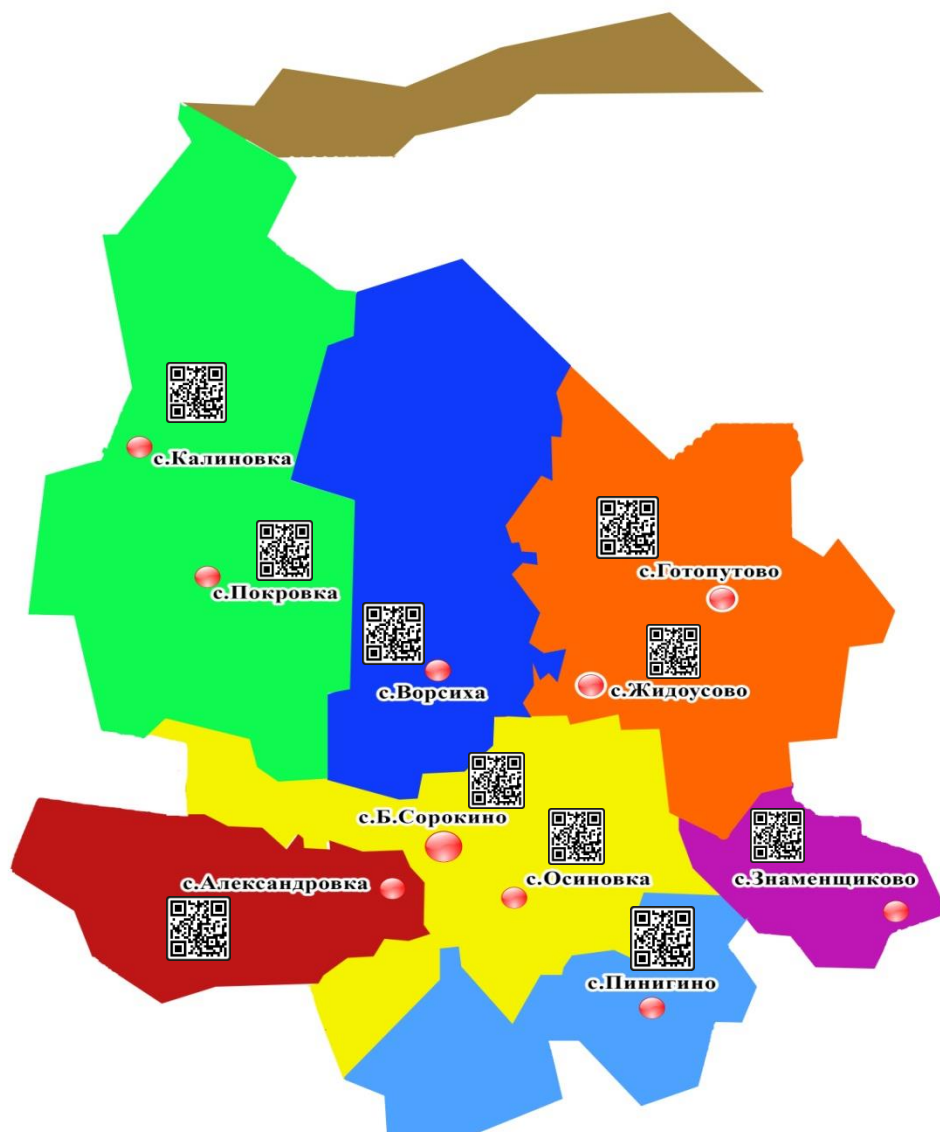 с.Калиновка
с.Готопутово
с.Покровка
с.Ворсиха
с.Жидоусово
с.Б.Сорокино
с.Александровка
с.Осиновка
с.Знаменщиково
с.Пинигино